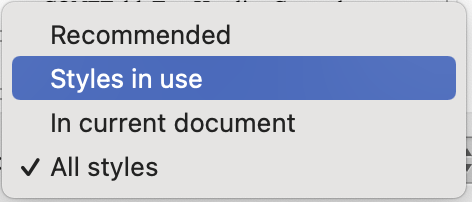 Recommended
Styles in use
In current document
All styles